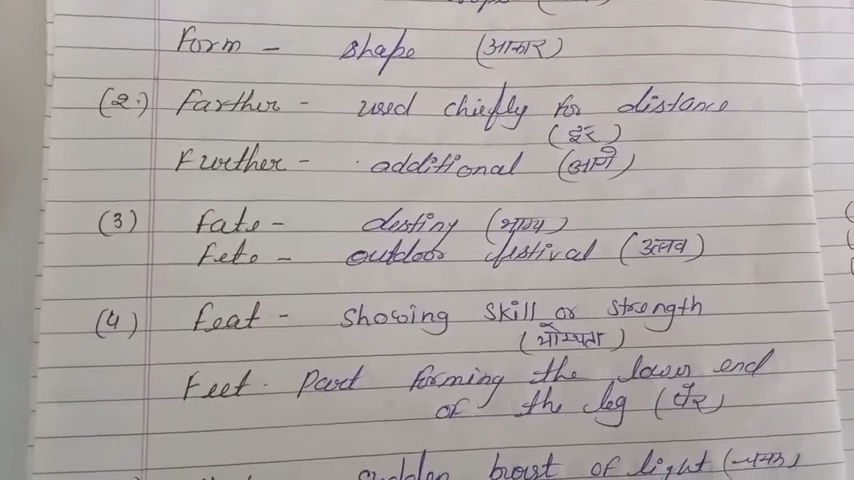 Form - shape (आकार)
(2.) Farther - used chiefly for distance
(दूर)
Further - additional (आगे)
(3) Fate - destiny (भाग्य)
Fete - outdoor festival (उत्सव)
(4) Feat - showing skill or strength
(योग्यता)
Feet - Part forming the lower end
of the leg (पैर)
sudden brust of light (चमक)